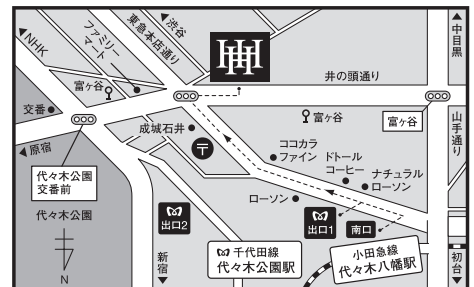 ▲NHK
ファミリー
マート
▲渋谷
東急本店通り
HH
▲中目黒
井の頭通り
富ヶ谷
交番
富ヶ谷
富ヶ谷
山手通り
成城石井
〒
◀原宿
代々木公園
交番前
ココカラ
ファイン
ドトール
コーヒー
ナチュラル
ローソン
ローソン
代々木公園
出口2
出口1
南口
千代田線
代々木公園駅
小田急線
代々木八幡駅
新宿▼
初台▼
N